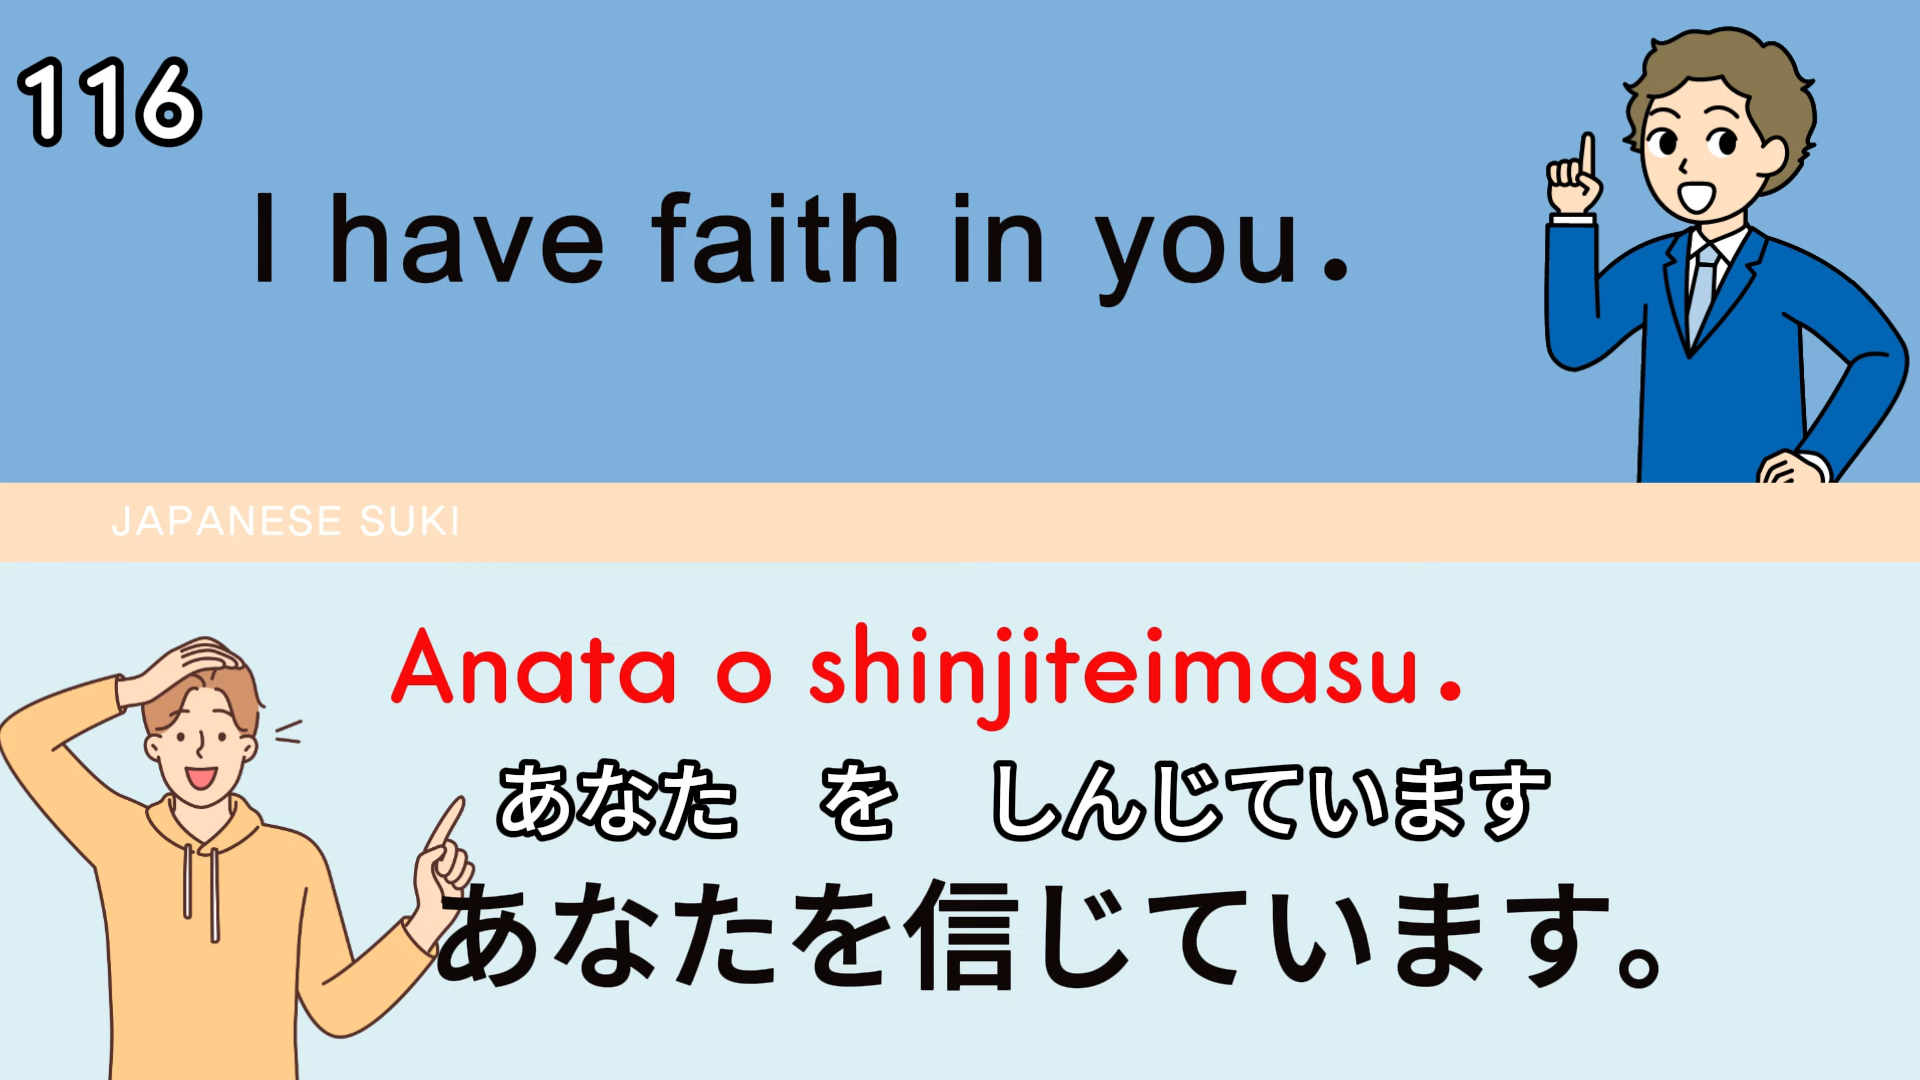 116
I have faith in you.
JAPANESE SUKI
Anata o shinjiteimasu.
あなた　を　しんじています
あなたを信じています。